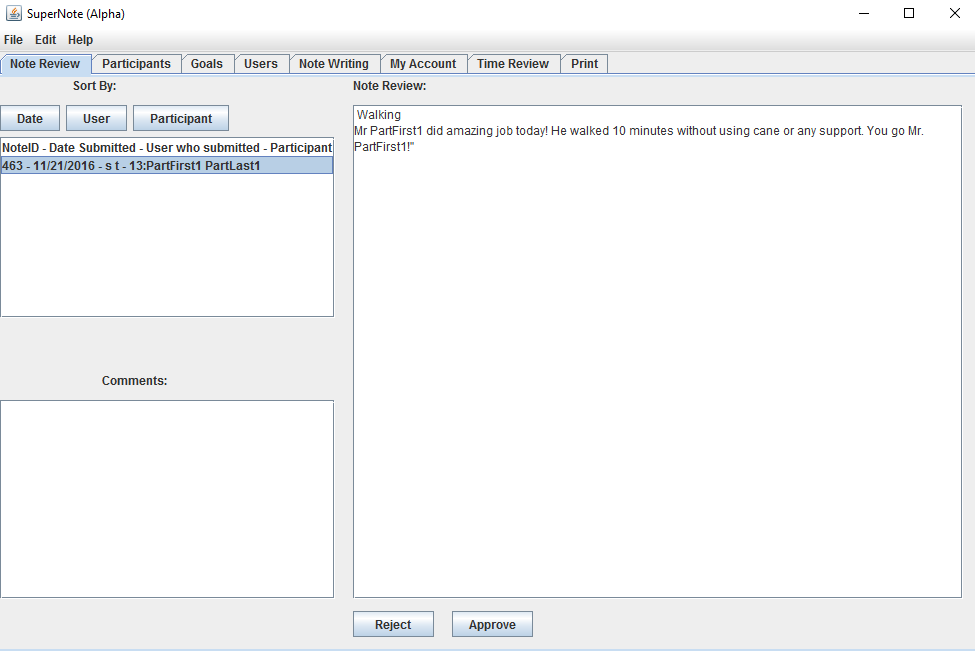 SuperNote (Alpha)
File Edit Help
Note Review Participants Goals Users Note Writing My Account Time Review Print
Sort By:
Date User Participant
NoteID - Date Submitted - User who submitted - Participant
463 - 11/21/2016 - s t - 13:PartFirst1 PartLast1
Comments:
Note Review:
Walking
Mr PartFirst1 did amazing job today! He walked 10 minutes without using cane or any support. You go Mr.
PartFirst1!"
Reject Approve